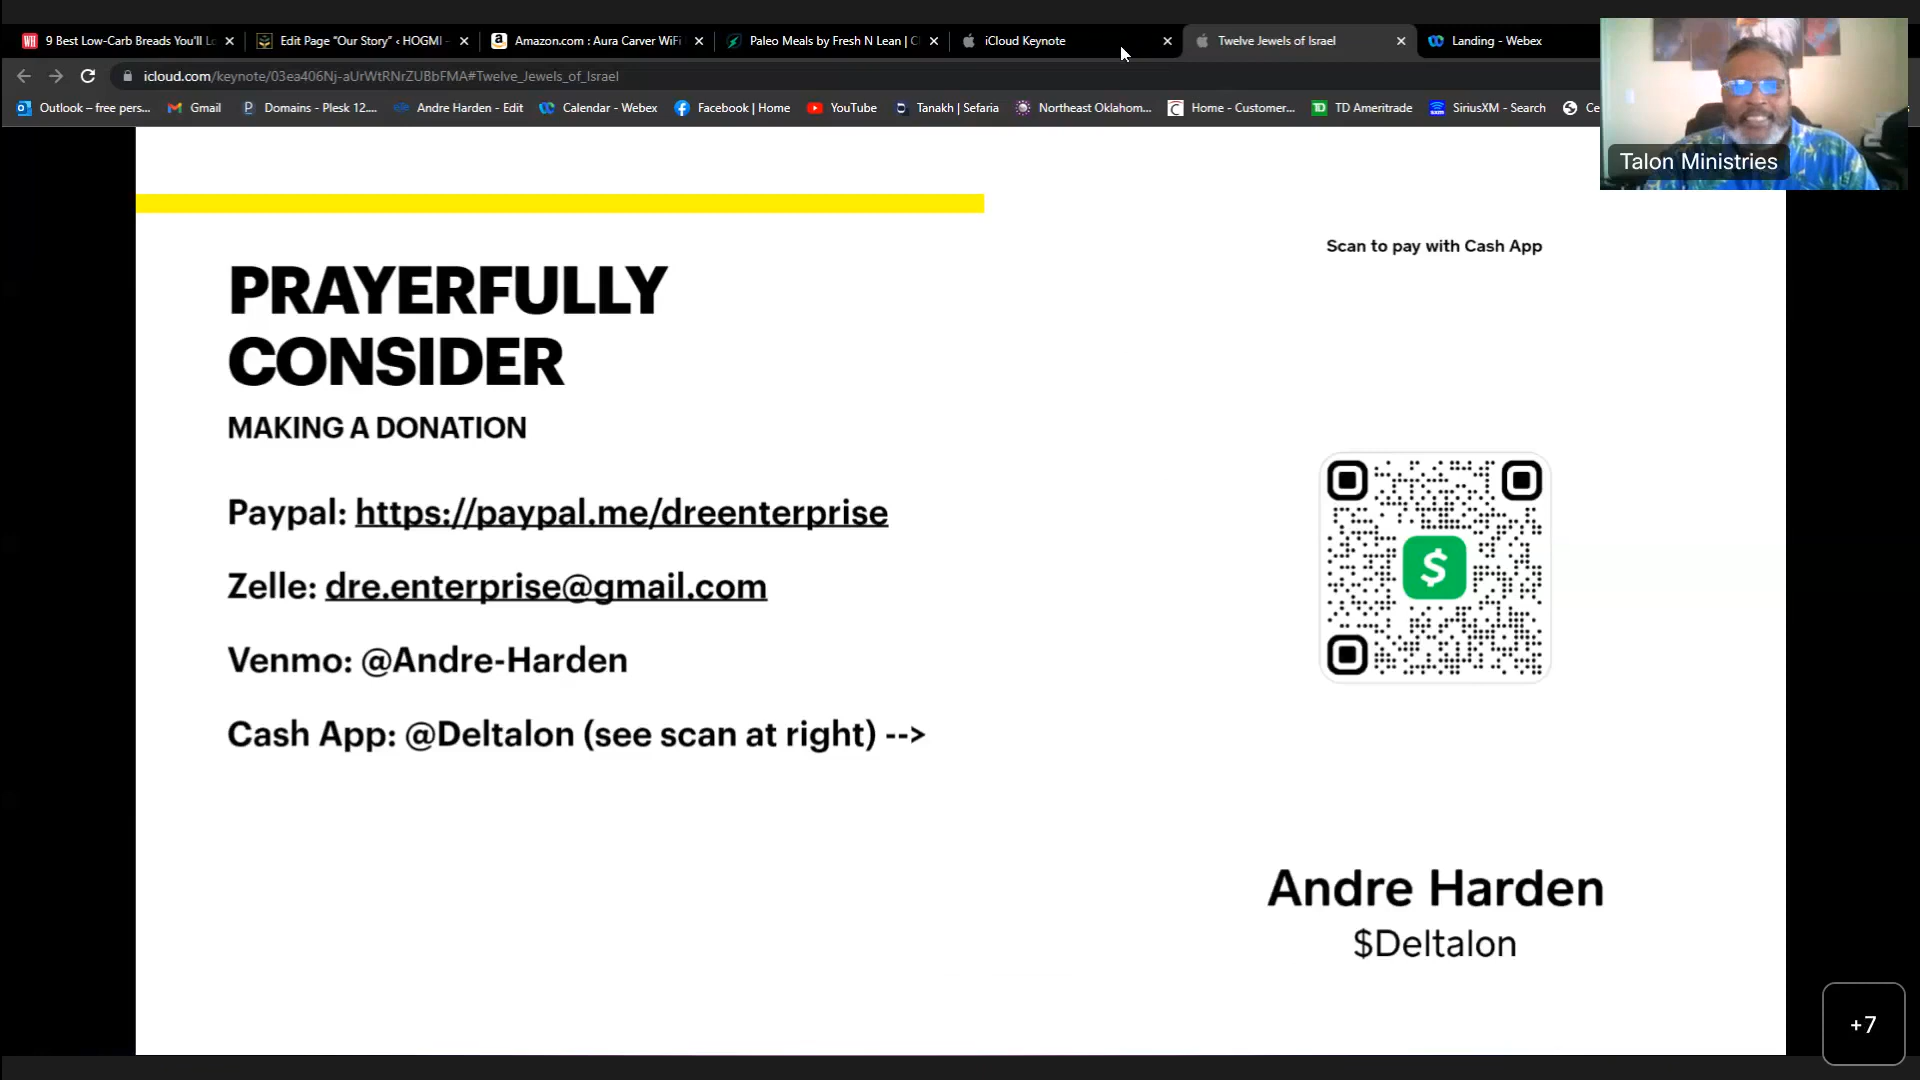 9 Best Low-Carb Breads You'll Lo
Edit Page "Our Story" ‹ HOGMI –
Amazon.com : Aura Carver WiFi
Paleo Meals by Fresh N Lean | C
iCloud Keynote
Twelve Jewels of Israel
Landing - Webex
icloud.com/keynote/03ea406Nj-aUrWtRNrZUBbFMA#Twelve_Jewels_of_Israel
Outlook – free pers...
Gmail
Domains - Plesk 12....
Andre Harden - Edit
Calendar - Webex
Facebook | Home
YouTube
Tanakh | Sefaria
Northeast Oklahom...
Home - Customer...
TD Ameritrade
SiriusXM - Search
Ce
Talon Ministries
PRAYERFULLY
CONSIDER
MAKING A DONATION
Paypal: https://paypal.me/dreenterprise
Zelle: dre.enterprise@gmail.com
Venmo: @Andre-Harden
Cash App: @Deltalon (see scan at right) -->
Scan to pay with Cash App
$
Andre Harden
$Deltalon
+7